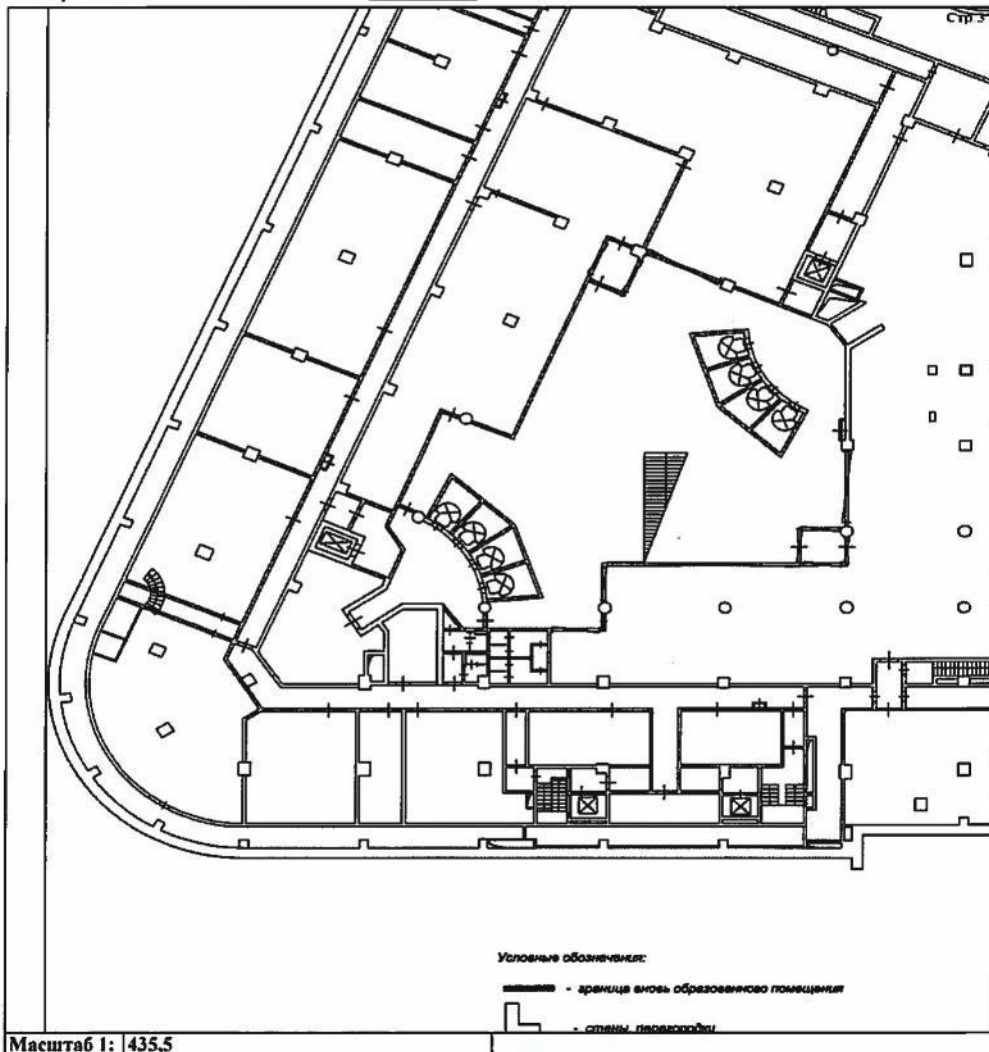 Стр.3
Условные обозначения:
- граница вновь образованного помещения
- стены, перегородки
Масштаб 1: 435,5